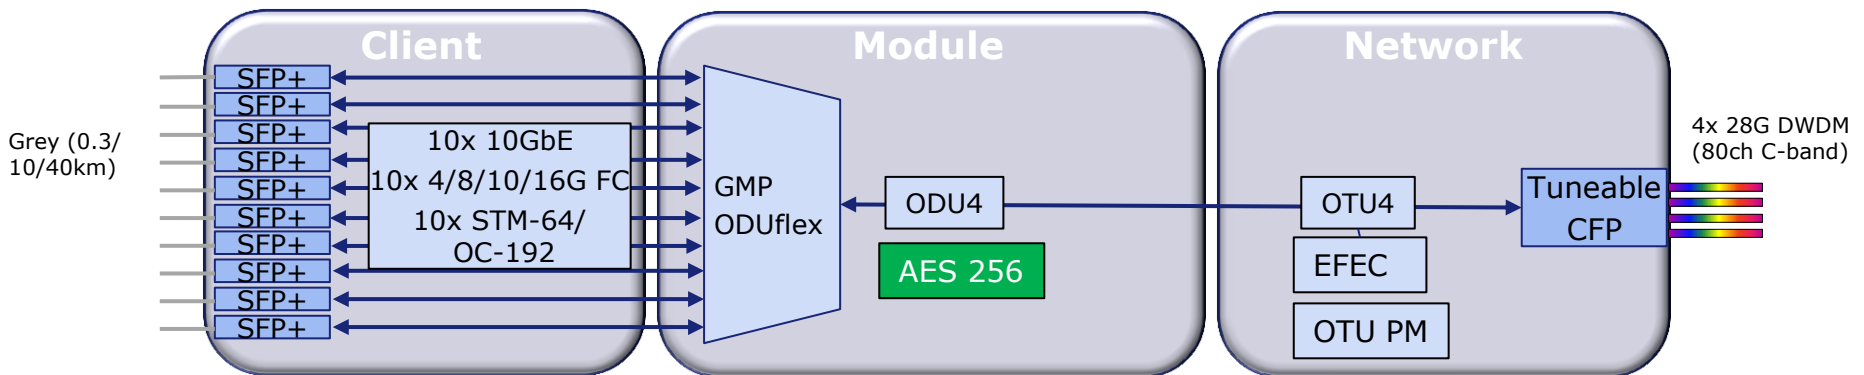 Client
Module
Network
SFP+
SFP+
SFP+
SFP+
SFP+
SFP+
SFP+
SFP+
SFP+
SFP+
Grey (0.3/
10/40km)
10x 10GbE
10x 4/8/10/16G FC
10x STM-64/
OC-192
GMP
ODUflex
ODU4
AES 256
OTU4
EFEC
OTU PM
Tuneable
CFP
4x 28G DWDM
(80ch C-band)